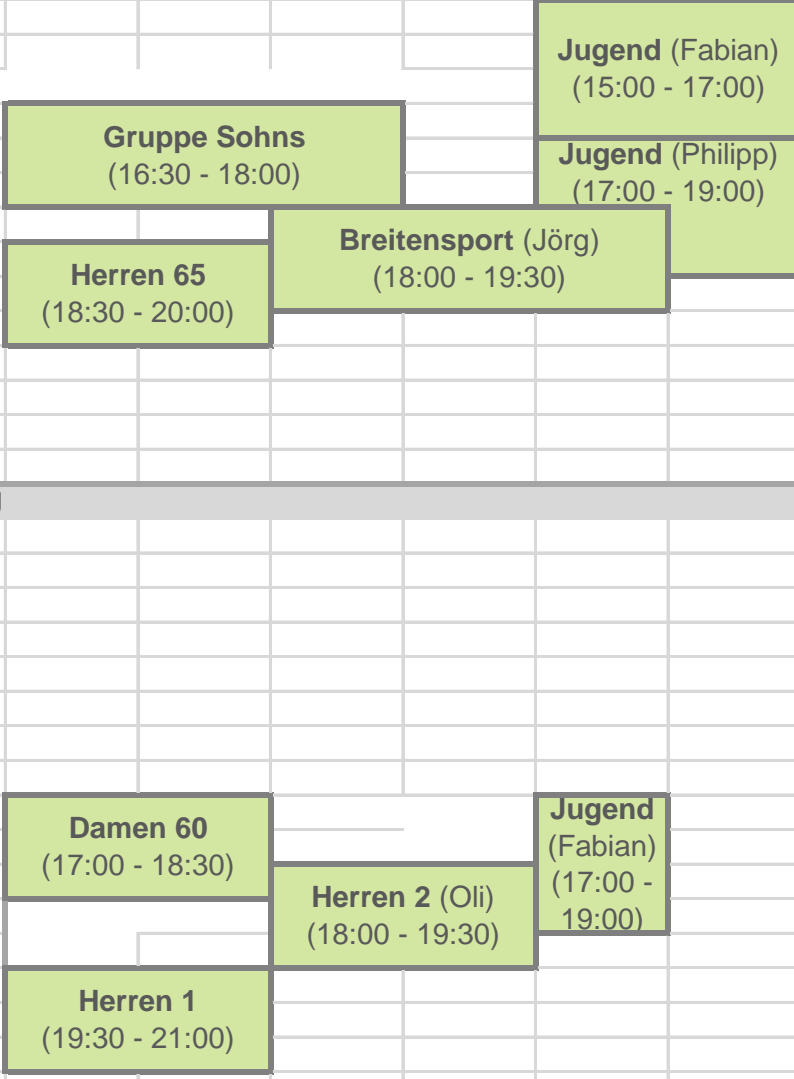 Jugend (Fabian)
(15:00 - 17:00)
Gruppe Sohns
(16:30 - 18:00)
Jugend (Philipp)
(17:00 - 19:00)
Breitensport (Jörg)
(18:00 - 19:30)
Herren 65
(18:30 - 20:00)
Damen 60
(17:00 - 18:30)
Jugend
(Fabian)
(17:00 -
19:00)
Herren 2 (Oli)
(18:00 - 19:30)
Herren 1
(19:30 - 21:00)